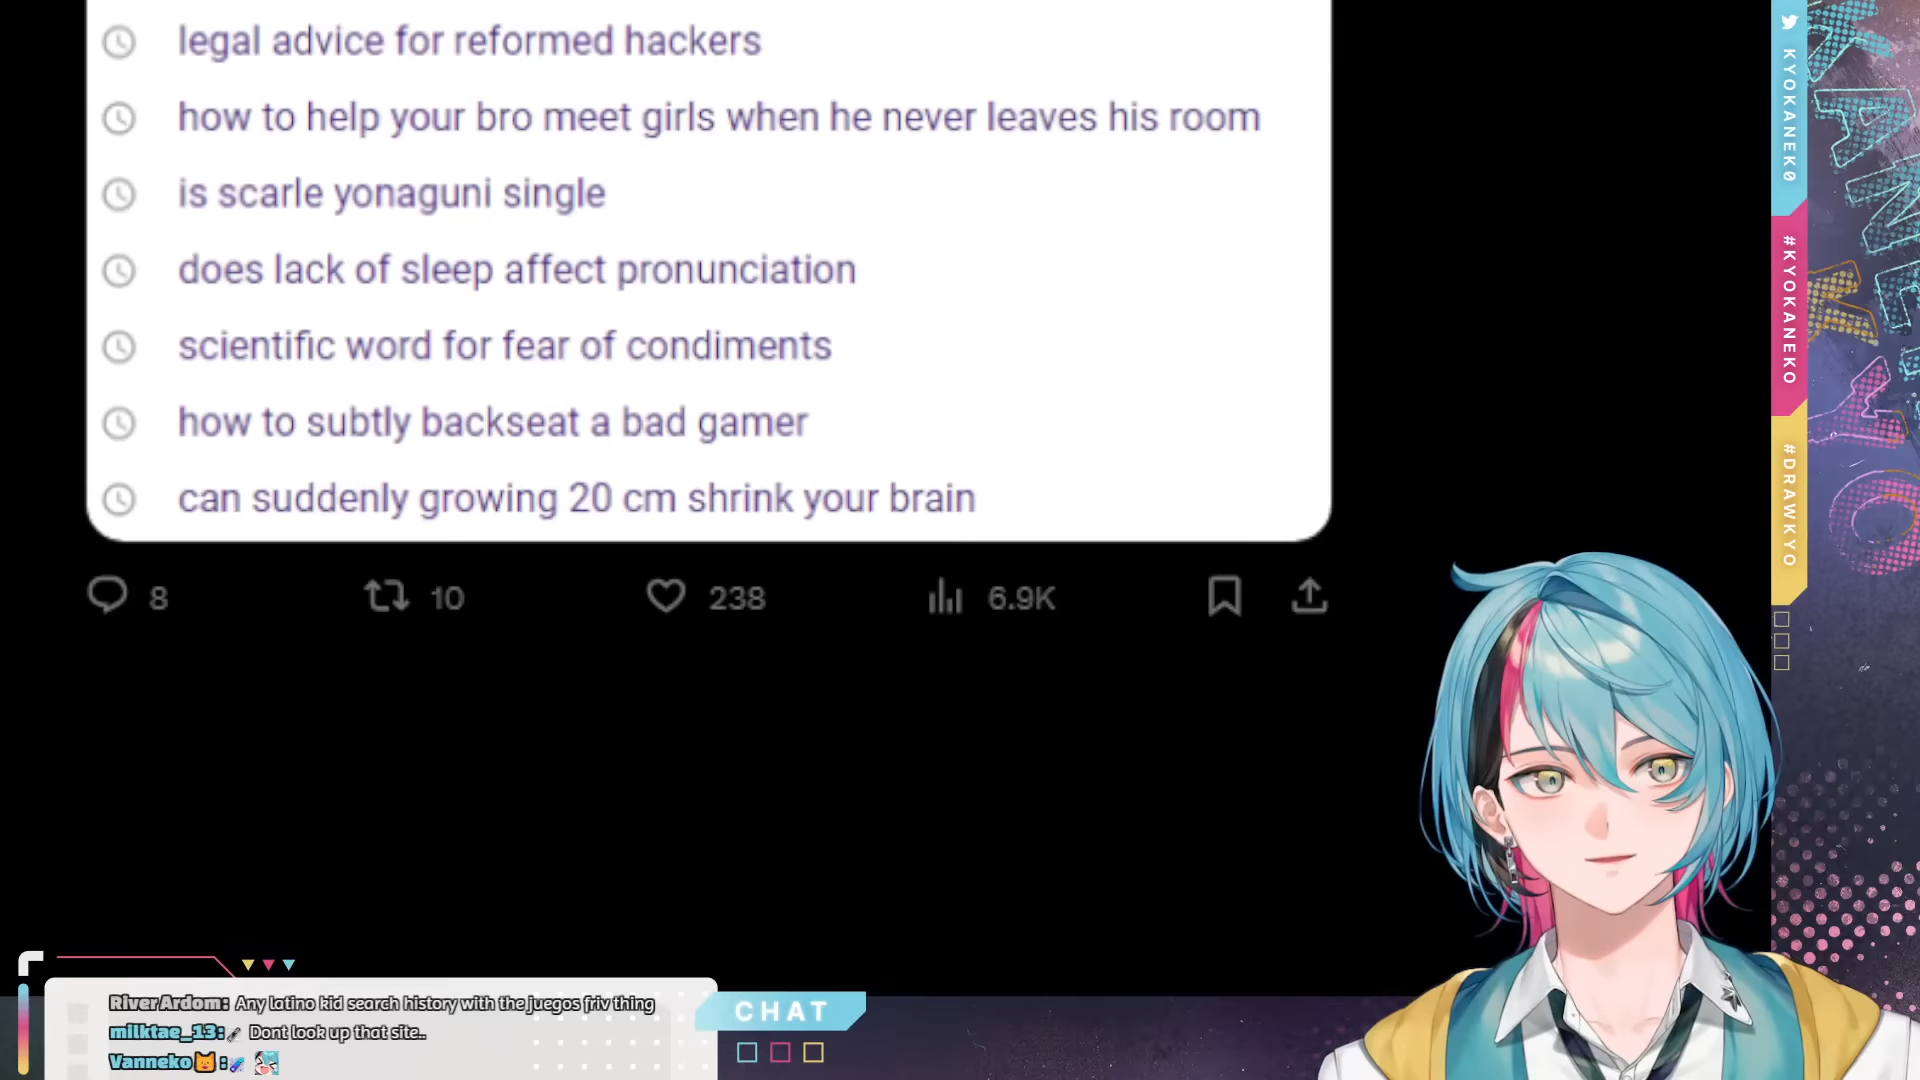 legal advice for reformed hackers
how to help your bro meet girls when he never leaves his room
is scarle yonaguni single
does lack of sleep affect pronunciation
scientific word for fear of condiments
how to subtly backseat a bad gamer
can suddenly growing 20 cm shrink your brain
8 10 238 6.9K
RiverArdom: Any latino kid search history with the juegos friv thing
milktae_13: Dont look up that site..
Vanneko :
CHAT
KYOKANEK0
#KYOKANEKO
#DRAWKYO
KANE
KYO